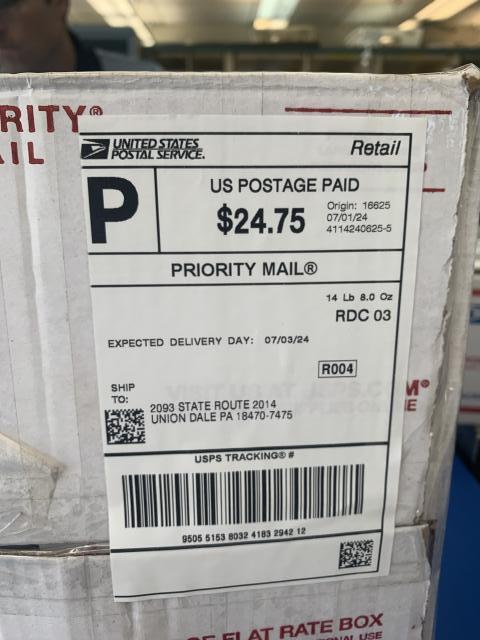 RITY®
IL
UNITED STATES
POSTAL SERVICE.
Retail
P
US POSTAGE PAID
$24.75
Origin: 16625
07/01/24
4114240625-5
PRIORITY MAIL®
14 Lb 8.0 Oz
RDC 03
EXPECTED DELIVERY DAY: 07/03/24
R004
SHIP
TO:
2093 STATE ROUTE 2014
UNION DALE PA 18470-7475
USPS TRACKING® #
9505 5153 8032 4183 2942 12
FLAT RATE BOX